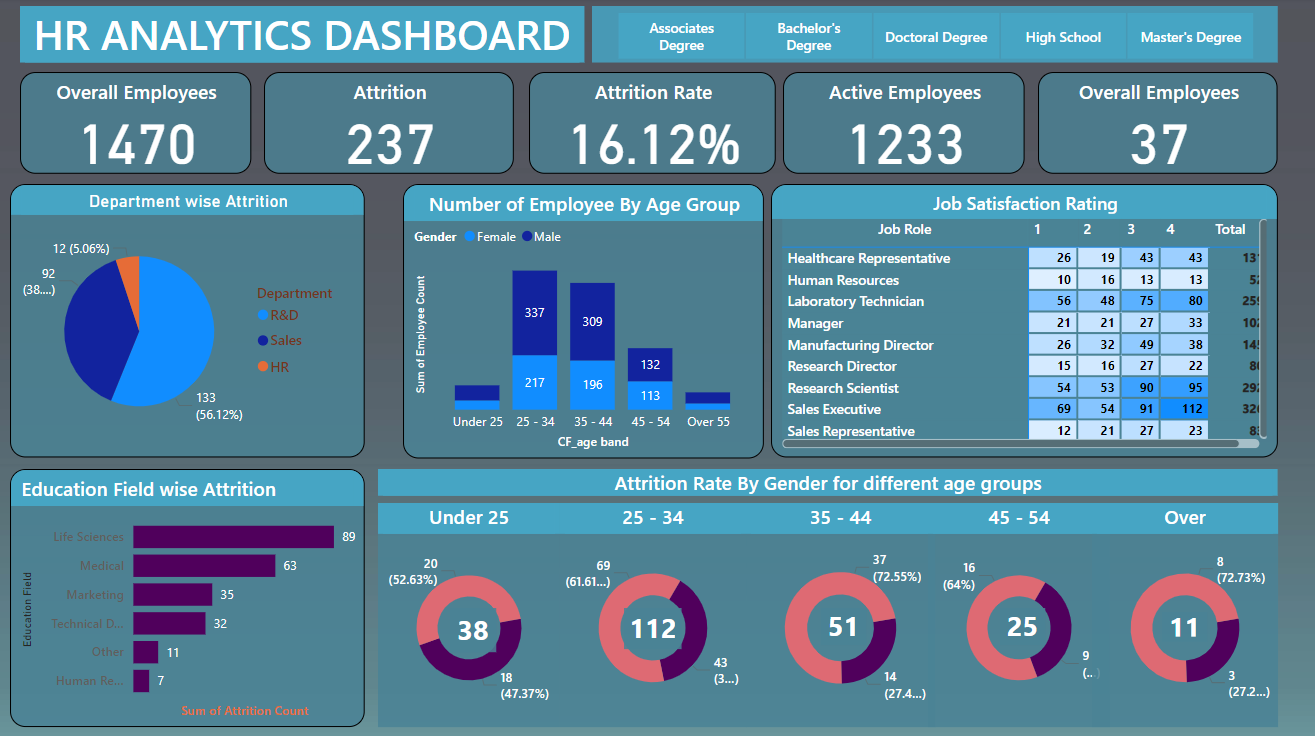 HR ANALYTICS DASHBOARD
Associates
Degree
Bachelor's
Degree
Doctoral Degree
High School
Master's Degree
Overall Employees
1470
Attrition
237
Attrition Rate
16.12%
Active Employees
1233
Overall Employees
37
Department wise Attrition
12 (5.06%)
92
(38....)
133
(56.12%)
Department
R&D
Sales
HR
Number of Employee By Age Group
Gender Female Male
Sum of Employee Count
337
217
309
196
132
113
Under 25 25 - 34 35 - 44 45 - 54 Over 55
CF_age band
Job Satisfaction Rating
Job Role 1 2 3 4 Total
Healthcare Representative 26 19 43 43 131
Human Resources 10 16 13 13 52
Laboratory Technician 56 48 75 80 259
Manager 21 21 27 33 102
Manufacturing Director 26 32 49 38 145
Research Director 15 16 27 22 80
Research Scientist 54 53 90 95 292
Sales Executive 69 54 91 112 326
Sales Representative 12 21 27 23 83
Education Field wise Attrition
Education Field
Life Sciences 89
Medical 63
Marketing 35
Technical D... 32
Other 11
Human Re... 7
Sum of Attrition Count
Attrition Rate By Gender for different age groups
Under 25
25 - 34
35 - 44
45 - 54
Over
20
(52.63%)
38
18
(47.37%)
69
(61.61...)
112
43
(3...)
37
(72.55%)
51
14
(27.4...)
16
(64%)
25
9
(...)
8
(72.73%)
11
3
(27.2...)